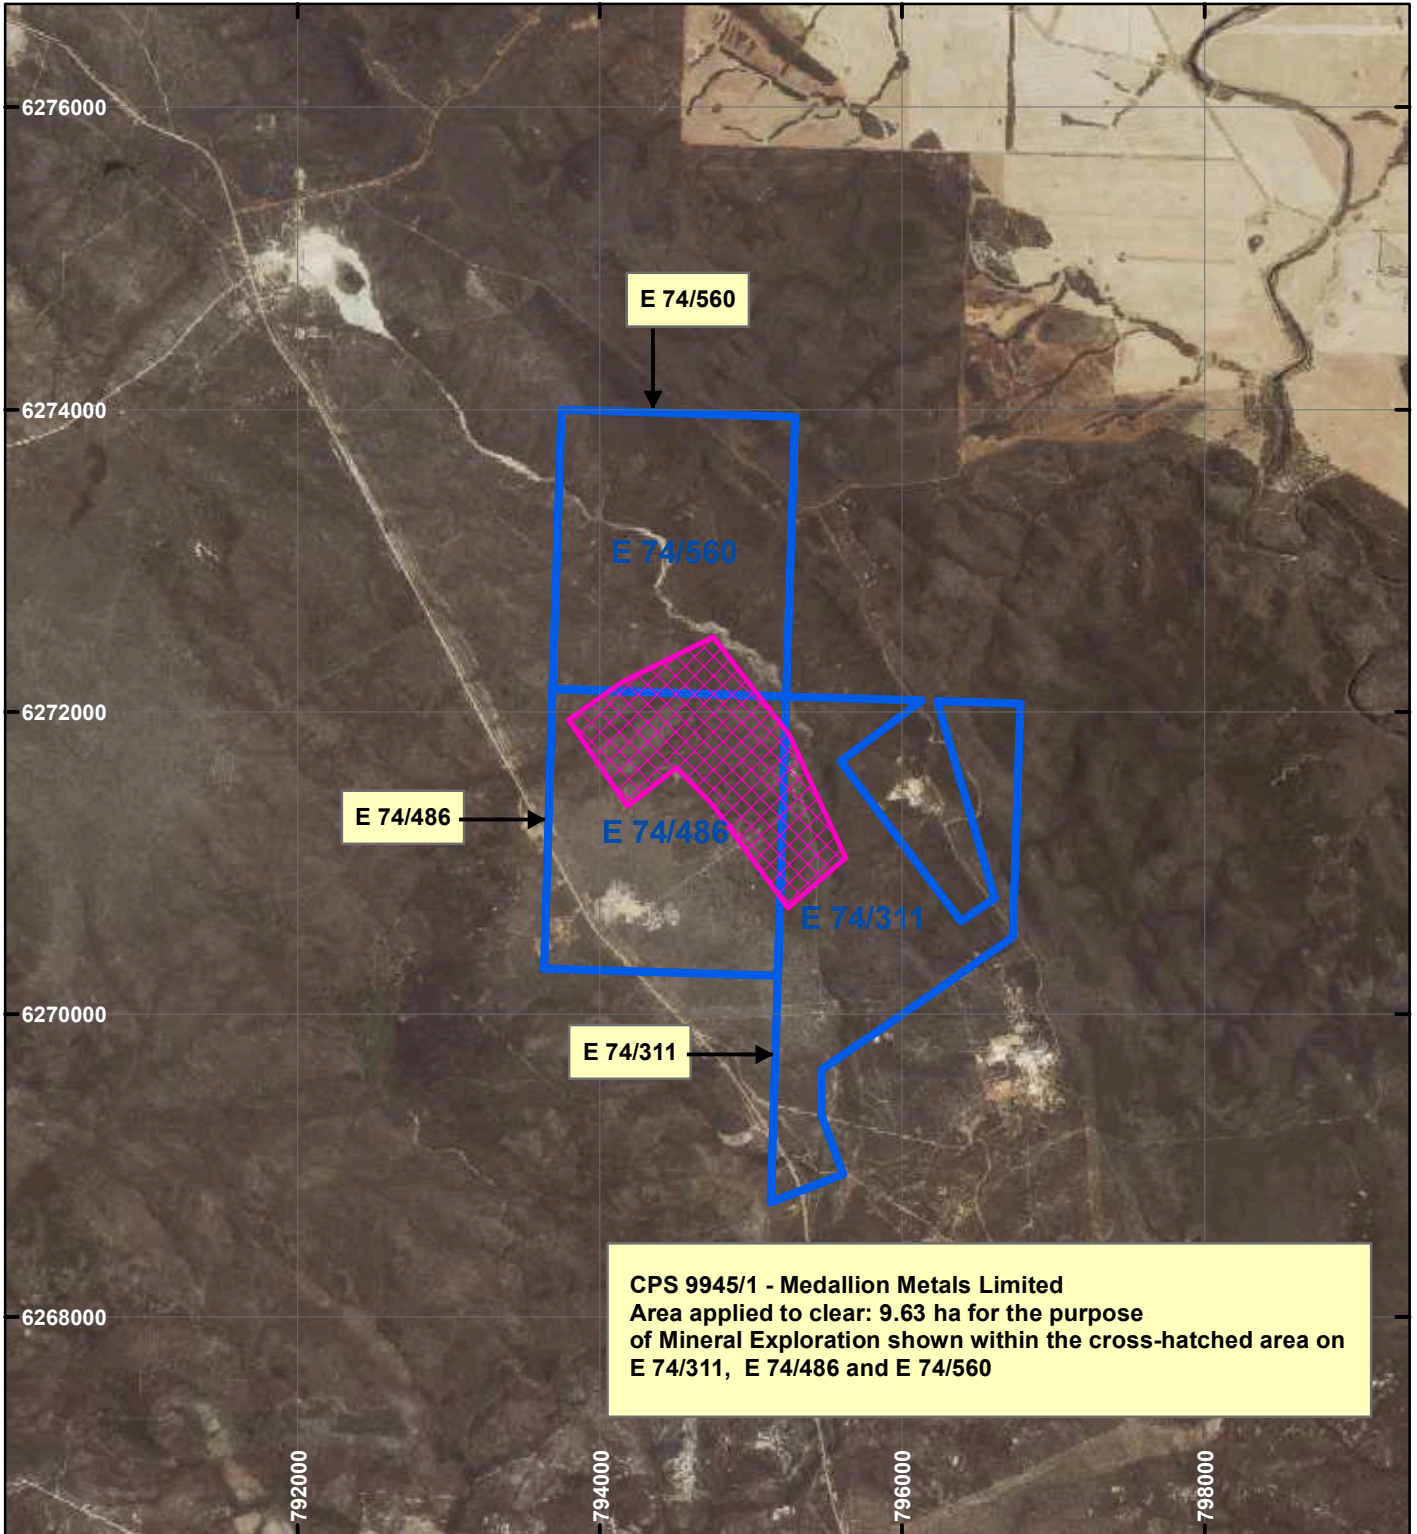 6276000
E 74/560
6274000
E 74/560
6272000
E 74/486
E 74/486
E 74/311
6270000
E 74/311
CPS 9945/1 - Medallion Metals Limited
Area applied to clear: 9.63 ha for the purpose
of Mineral Exploration shown within the cross-hatched area on
E 74/311, E 74/486 and E 74/560
6268000
792000
794000
796000
798000